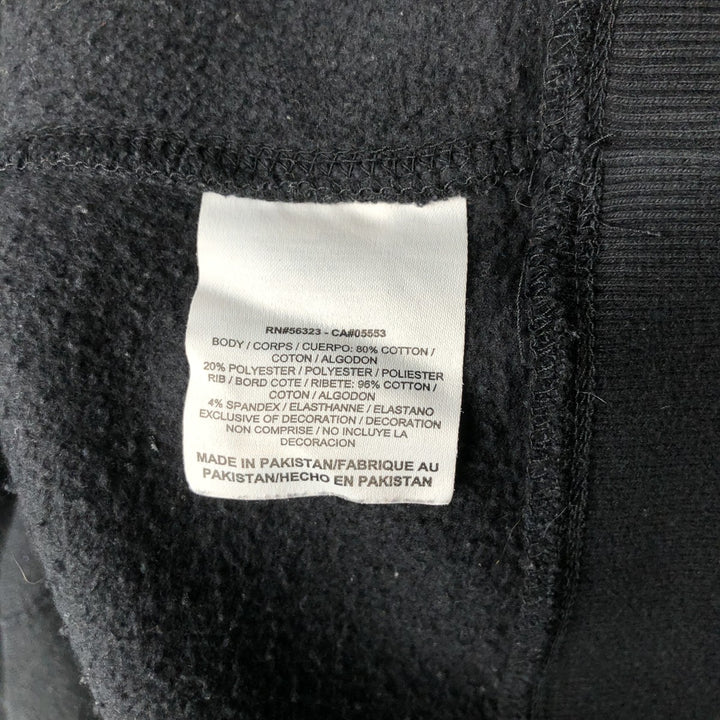 RN#56323 - CA#05553
BODY / CORPS / CUERPO: 80% COTTON /
COTON / ALGODON
20% POLYESTER / POLYESTER / POLIESTER
RIB / BORD COTE / RIBETE: 96% COTTON /
COTON / ALGODON
4% SPANDEX / ELASTHANNE / ELASTANO
EXCLUSIVE OF DECORATION / DECORATION
NON COMPRISE / NO INCLUYE LA
DECORACION
MADE IN PAKISTAN/FABRIQUE AU
PAKISTAN/HECHO EN PAKISTAN